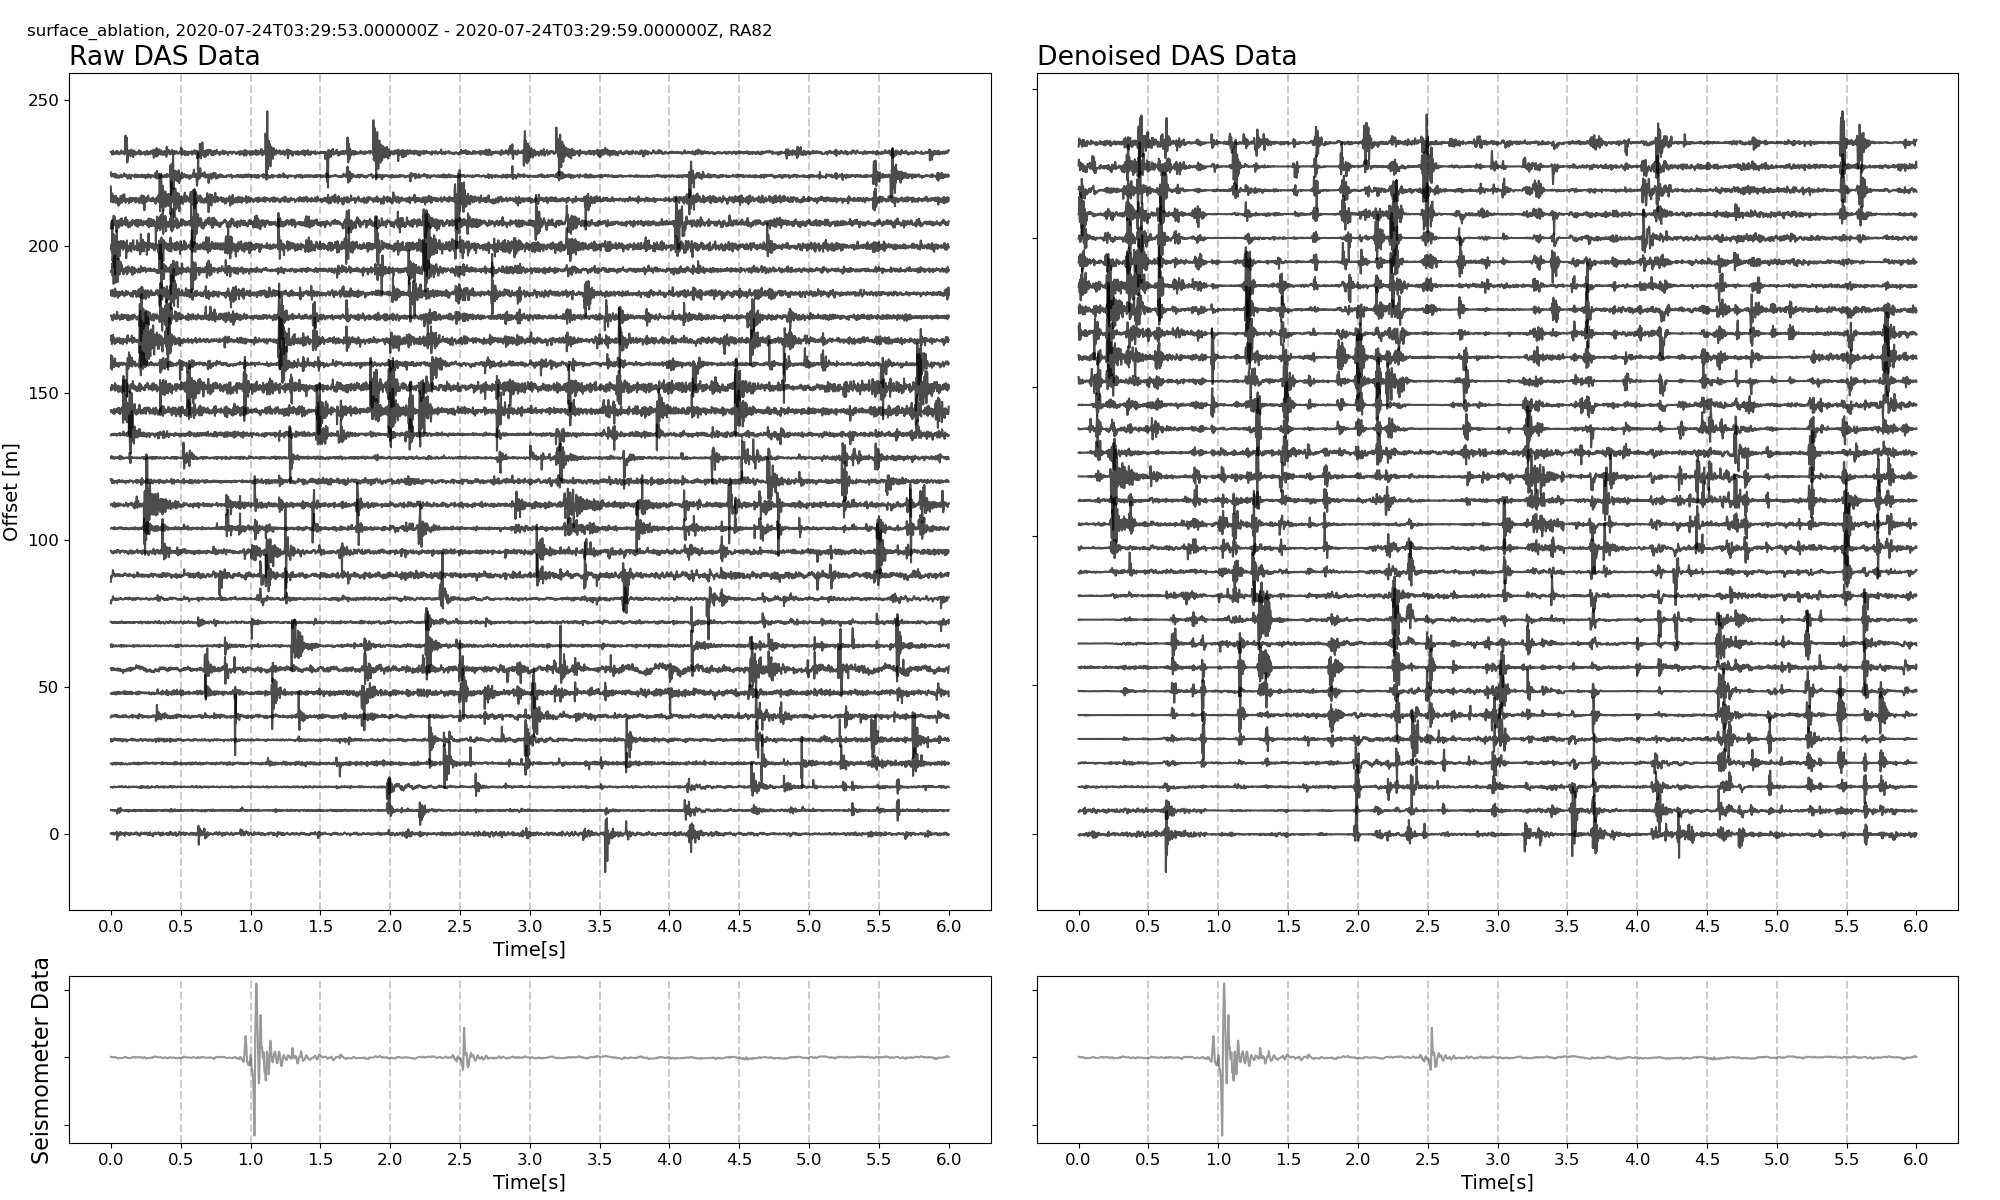 surface_ablation, 2020-07-24T03:29:53.000000Z - 2020-07-24T03:29:59.000000Z, RA82
Raw DAS Data
Denoised DAS Data
Offset [m]
250
200
150
100
50
0
0.0 0.5 1.0 1.5 2.0 2.5 3.0 3.5 4.0 4.5 5.0 5.5 6.0
Time[s]
0.0 0.5 1.0 1.5 2.0 2.5 3.0 3.5 4.0 4.5 5.0 5.5 6.0
Seismometer Data
0.0 0.5 1.0 1.5 2.0 2.5 3.0 3.5 4.0 4.5 5.0 5.5 6.0
Time[s]
0.0 0.5 1.0 1.5 2.0 2.5 3.0 3.5 4.0 4.5 5.0 5.5 6.0
Time[s]